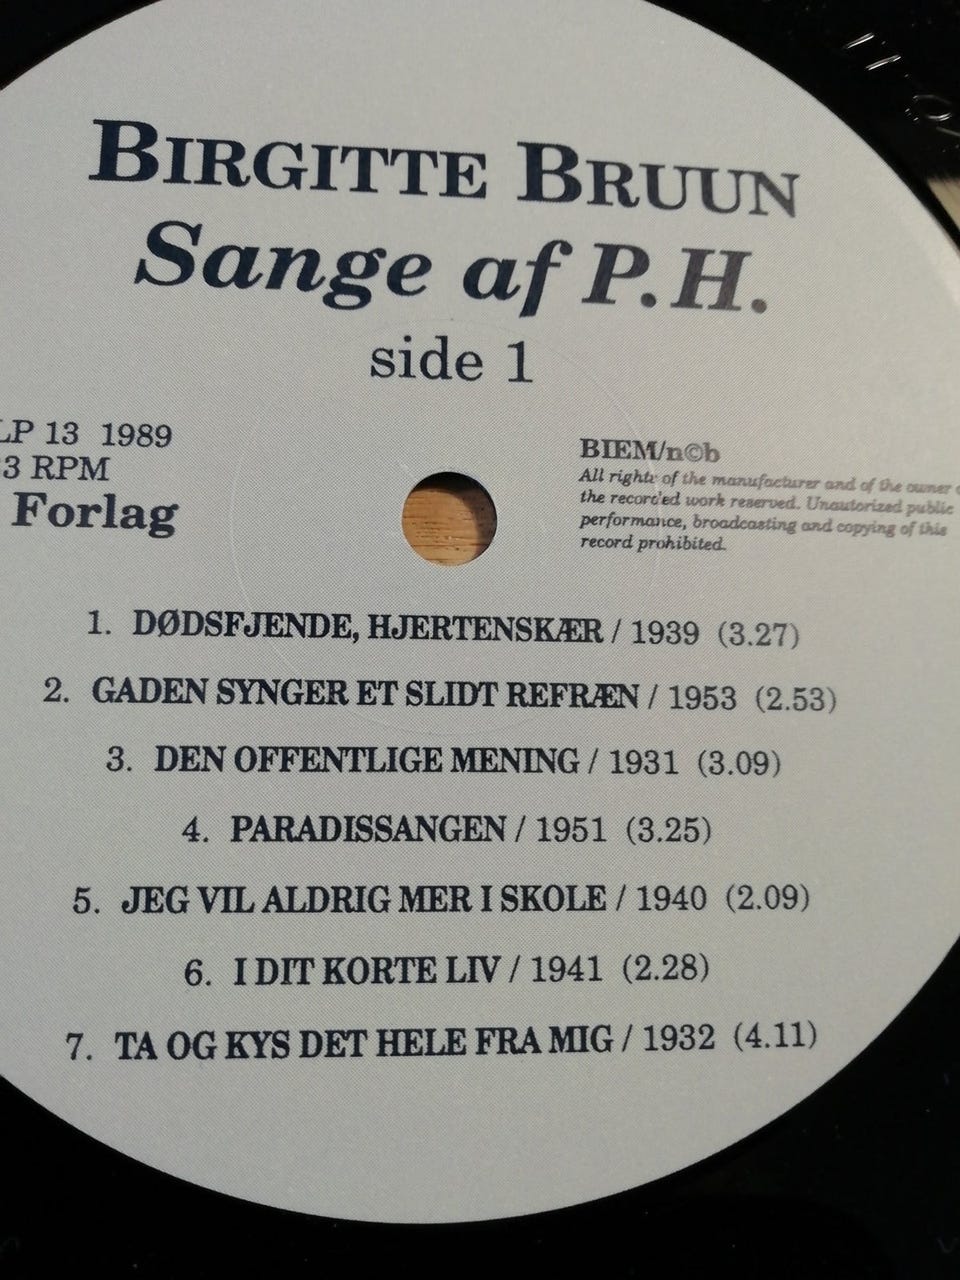 BIRGITTE BRUUN
Sange af P.H.
side 1
LP 13 1989
3 RPM
Forlag
BIEM/n©b
All rights of the manufacturer and of the owner
the recorded work reserved. Unautorized public
performance, broadcasting and copying of this
record prohibited.
1. DØDSFJENDE, HJERTENSKÆR / 1939 (3.27)
2. GADEN SYNGER ET SLIDT REFRÆN / 1953 (2.53)
3. DEN OFFENTLIGE MENING / 1931 (3.09)
4. PARADISSANGEN / 1951 (3.25)
5. JEG VIL ALDRIG MER I SKOLE / 1940 (2.09)
6. I DIT KORTE LIV / 1941 (2.28)
7. TA OG KYS DET HELE FRA MIG / 1932 (4.11)